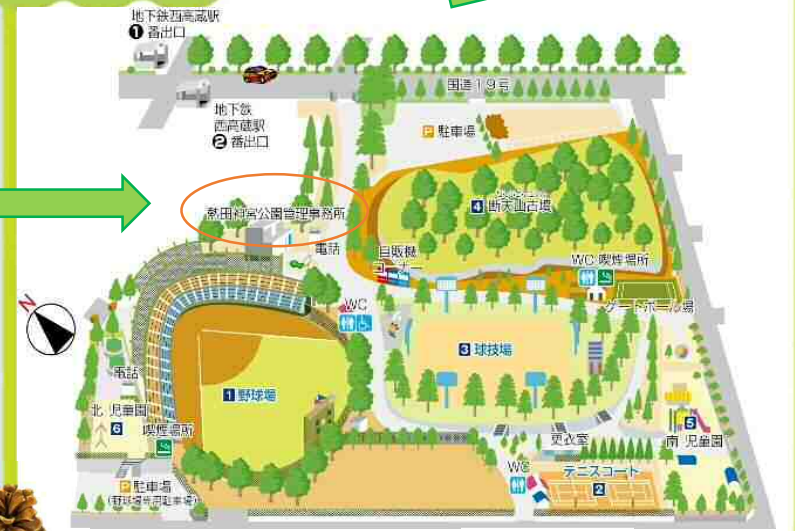 地下鉄西高蔵駅
❶ 番出口
国道19号
地下鉄
西高蔵駅
❷ 番出口
P 駐車場
4 断夫山古墳
熱田神宮公園管理事務所
電話
自販機
コーナー
WC 喫煙場所
ゲートボール場
N
WC
3 球技場
電話
1 野球場
北 児童園
6
喫煙場所
5
南 児童園
更衣室
WC
テニスコート
2
P 駐車場
(野球場専用駐車場)